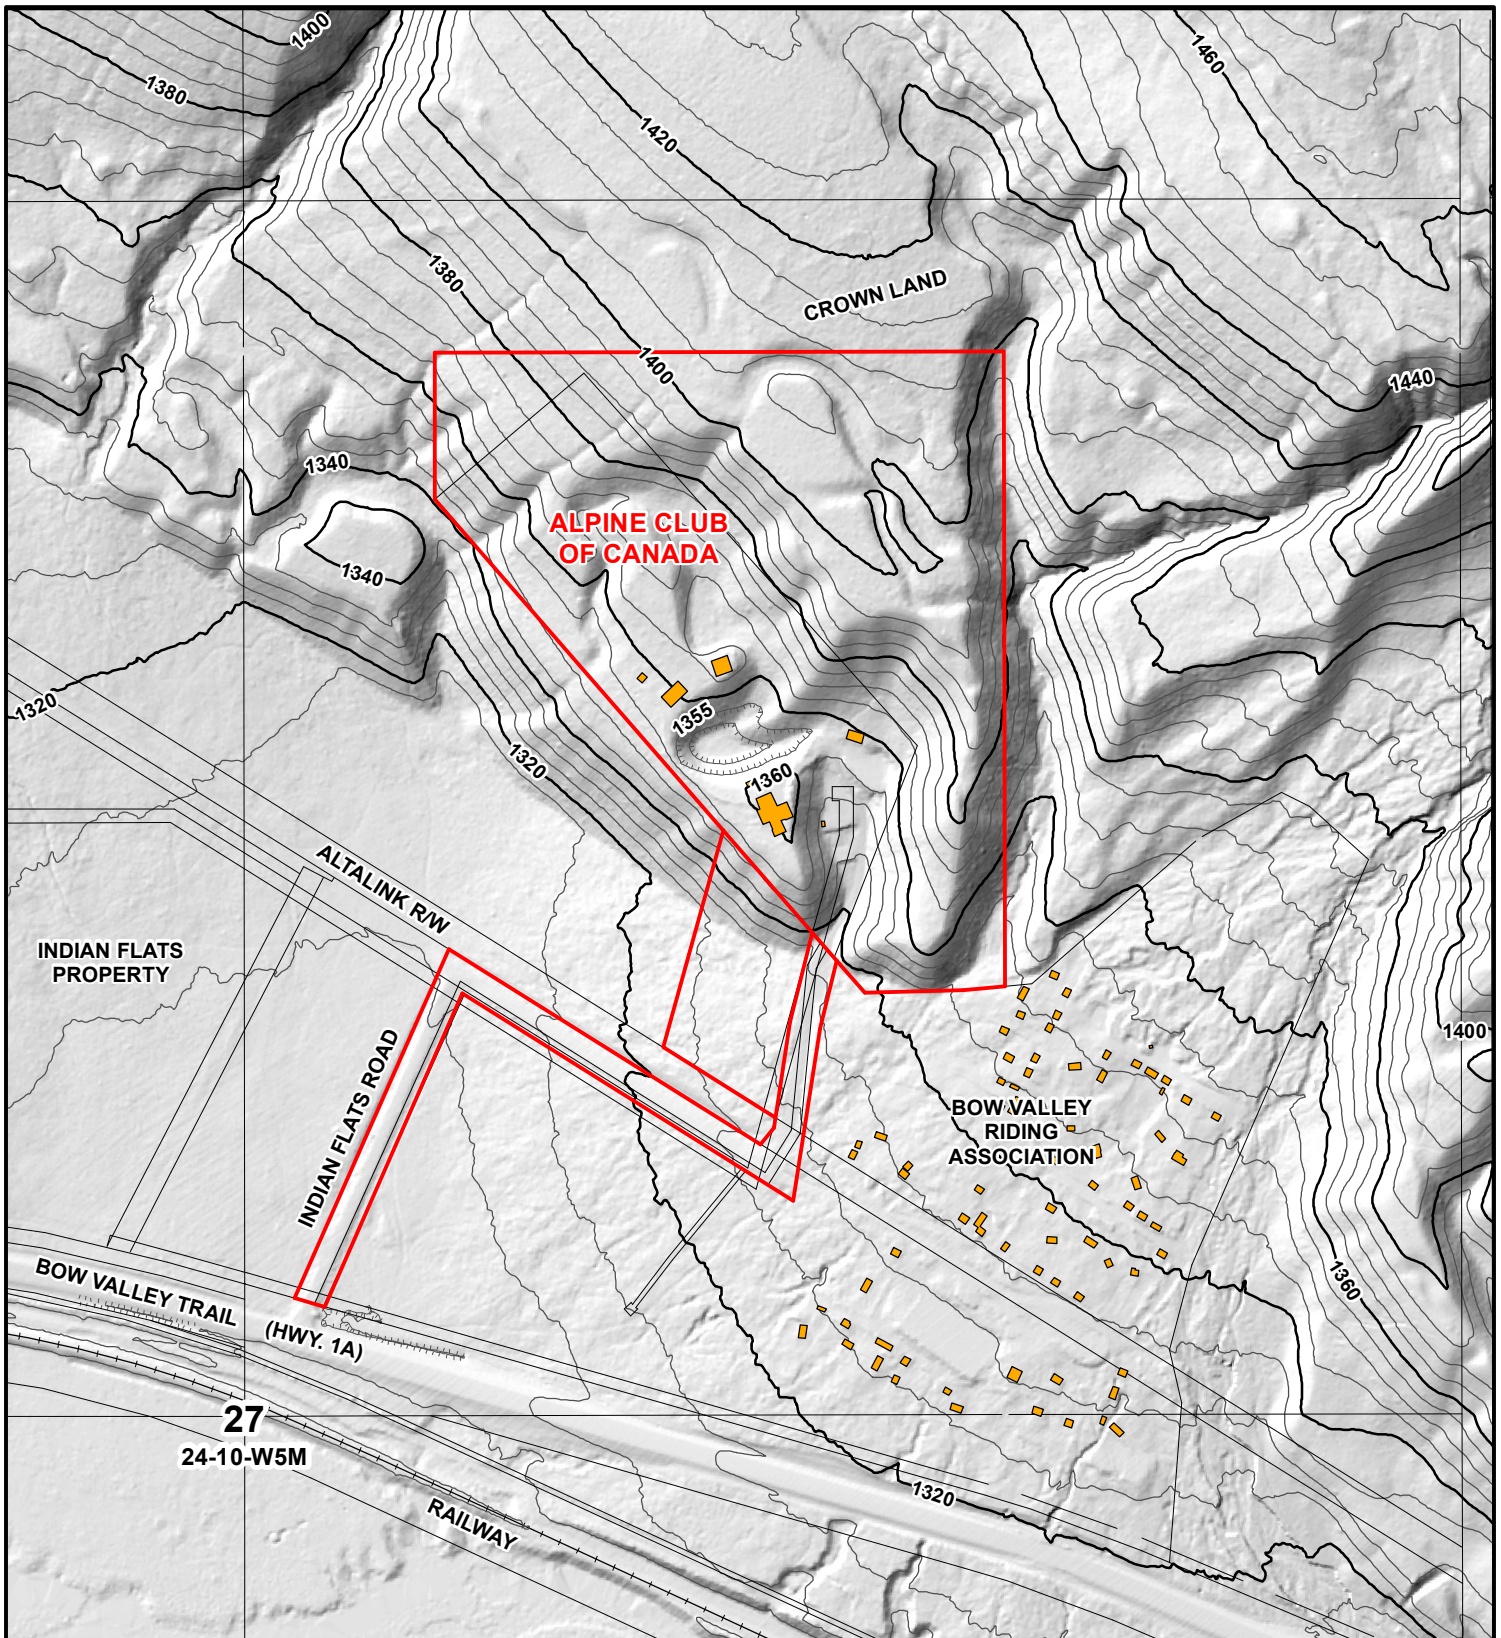 1400
1460
1380
1420
1380
CROWN LAND
1400
1440
1340
ALPINE CLUB
OF CANADA
1340
1320
1355
1320
1360
ALTALINK R/W
INDIAN FLATS
PROPERTY
1400
INDIAN FLATS ROAD
BOW VALLEY
RIDING
ASSOCIATION
1360
BOW VALLEY TRAIL
(HWY. 1A)
27
24-10-W5M
1320
RAILWAY